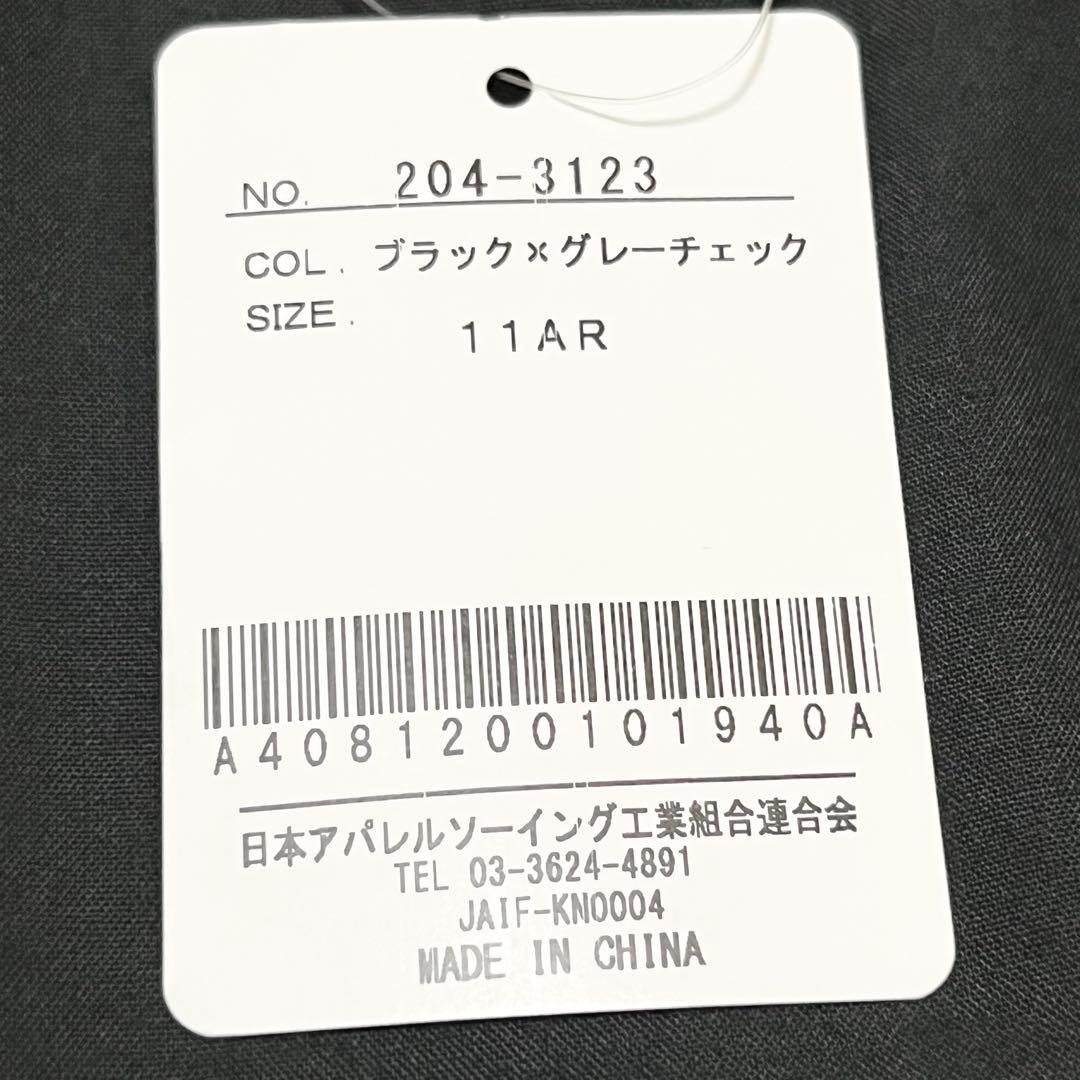 NO. 204-3123
COL. ブラック×グレーチェック
SIZE.
11AR
A4081200101940A
日本アパレルソーイング工業組合連合会
TEL 03-3624-4891
JAIF-KN0004
MADE IN CHINA